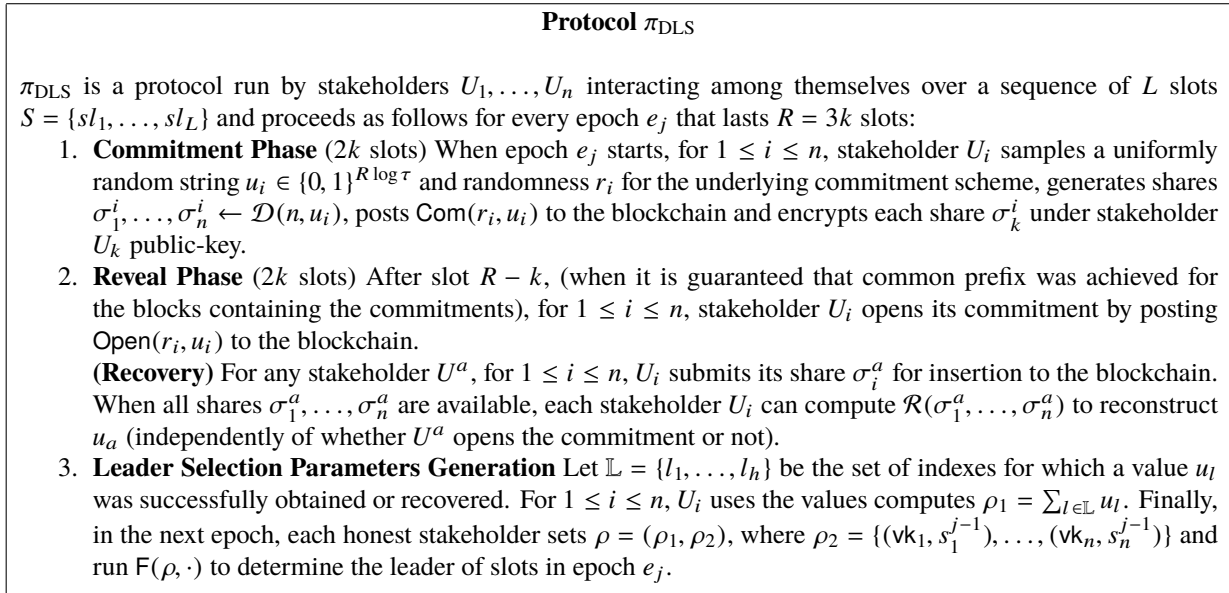 Protocol π_DLS
π_DLS is a protocol run by stakeholders U_1, . . . , U_n interacting among themselves over a sequence of L slots
S = {sl_1, . . . , sl_L} and proceeds as follows for every epoch e_j that lasts R = 3k slots:
1. Commitment Phase (2k slots) When epoch e_j starts, for 1 ≤ i ≤ n, stakeholder U_i samples a uniformly
random string u_i ∈ {0, 1}^{R log τ} and randomness r_i for the underlying commitment scheme, generates shares
σ_1^i, . . . , σ_n^i ← 𝒟(n, u_i), posts Com(r_i, u_i) to the blockchain and encrypts each share σ_k^i under stakeholder
U_k public-key.
2. Reveal Phase (2k slots) After slot R − k, (when it is guaranteed that common prefix was achieved for
the blocks containing the commitments), for 1 ≤ i ≤ n, stakeholder U_i opens its commitment by posting
Open(r_i, u_i) to the blockchain.
(Recovery) For any stakeholder U^a, for 1 ≤ i ≤ n, U_i submits its share σ_i^a for insertion to the blockchain.
When all shares σ_1^a, . . . , σ_n^a are available, each stakeholder U_i can compute ℛ(σ_1^a, . . . , σ_n^a) to reconstruct
u_a (independently of whether U^a opens the commitment or not).
3. Leader Selection Parameters Generation Let 𝕃 = {l_1, . . . , l_h} be the set of indexes for which a value u_l
was successfully obtained or recovered. For 1 ≤ i ≤ n, U_i uses the values computes ρ_1 = ∑_{l∈𝕃} u_l. Finally,
in the next epoch, each honest stakeholder sets ρ = (ρ_1, ρ_2), where ρ_2 = {(vk_1, s_1^{j−1}), . . . , (vk_n, s_n^{j−1})} and
run F(ρ, ·) to determine the leader of slots in epoch e_j.